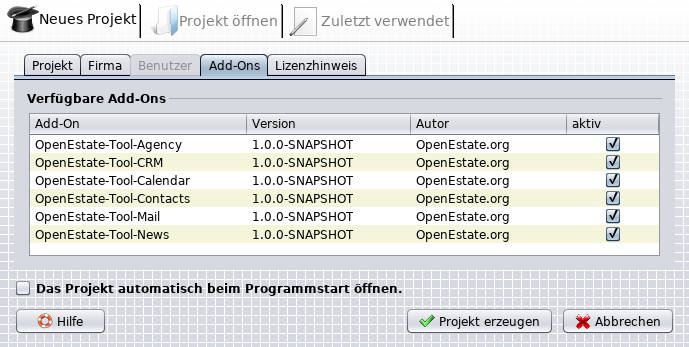 Neues Projekt Projekt öffnen Zuletzt verwendet
Projekt Firma Benutzer Add-Ons Lizenzhinweis
Verfügbare Add-Ons
Add-On Version Autor aktiv
OpenEstate-Tool-Agency 1.0.0-SNAPSHOT OpenEstate.org
OpenEstate-Tool-CRM 1.0.0-SNAPSHOT OpenEstate.org
OpenEstate-Tool-Calendar 1.0.0-SNAPSHOT OpenEstate.org
OpenEstate-Tool-Contacts 1.0.0-SNAPSHOT OpenEstate.org
OpenEstate-Tool-Mail 1.0.0-SNAPSHOT OpenEstate.org
OpenEstate-Tool-News 1.0.0-SNAPSHOT OpenEstate.org
Das Projekt automatisch beim Programmstart öffnen.
Hilfe Projekt erzeugen Abbrechen